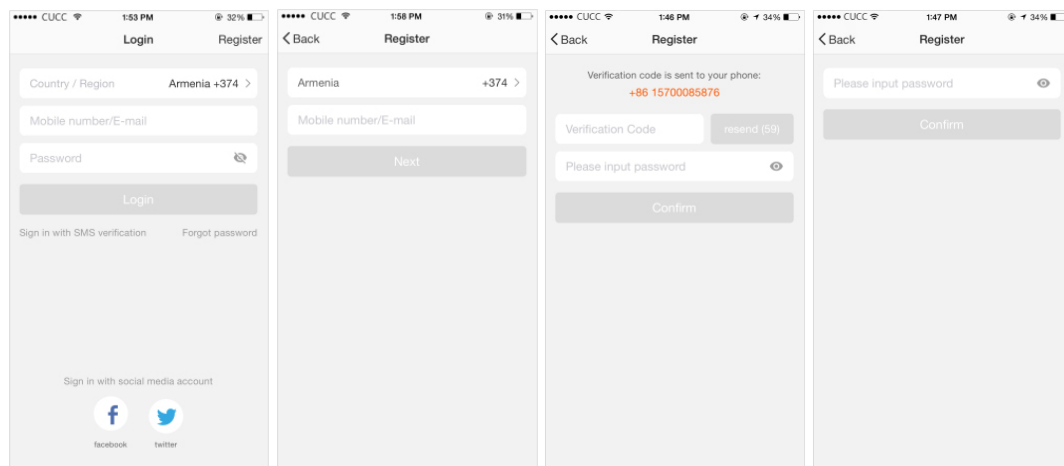 CUCC 1:53 PM 32%
Login Register
Country / Region Armenia +374
Mobile number/E-mail
Password
Login
Sign in with SMS verification Forgot password
Sign in with social media account
f
facebook twitter
CUCC 1:58 PM 31%
Back Register
Armenia +374
Mobile number/E-mail
Next
CUCC 1:46 PM 34%
Back Register
Verification code is sent to your phone:
+86 15700085876
Verification Code resend (59)
Please input password
Confirm
CUCC 1:47 PM 34%
Back Register
Please input password
Confirm